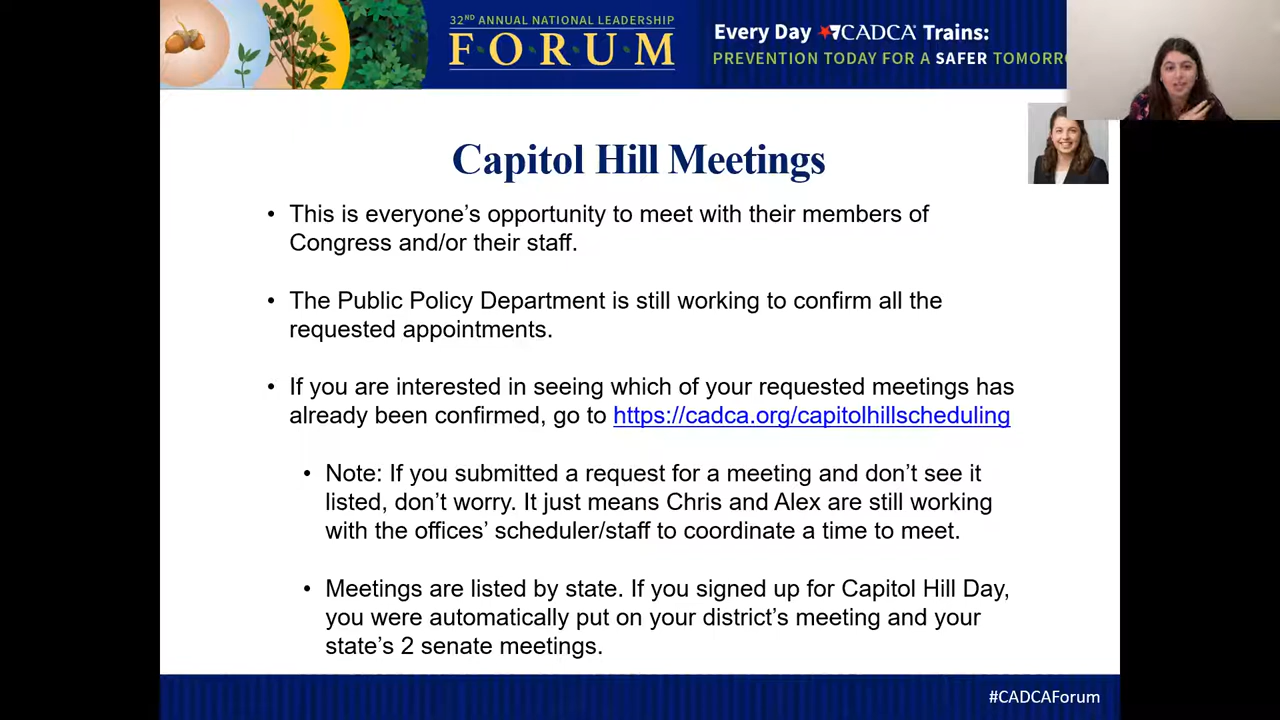 32ND ANNUAL NATIONAL LEADERSHIP
FORUM
Every Day CADCA Trains:
PREVENTION TODAY FOR A SAFER TOMORRO
Capitol Hill Meetings
• This is everyone’s opportunity to meet with their members of
Congress and/or their staff.
• The Public Policy Department is still working to confirm all the
requested appointments.
• If you are interested in seeing which of your requested meetings has
already been confirmed, go to https://cadca.org/capitolhillscheduling
• Note: If you submitted a request for a meeting and don’t see it
listed, don’t worry. It just means Chris and Alex are still working
with the offices’ scheduler/staff to coordinate a time to meet.
• Meetings are listed by state. If you signed up for Capitol Hill Day,
you were automatically put on your district’s meeting and your
state’s 2 senate meetings.
#CADCAForum